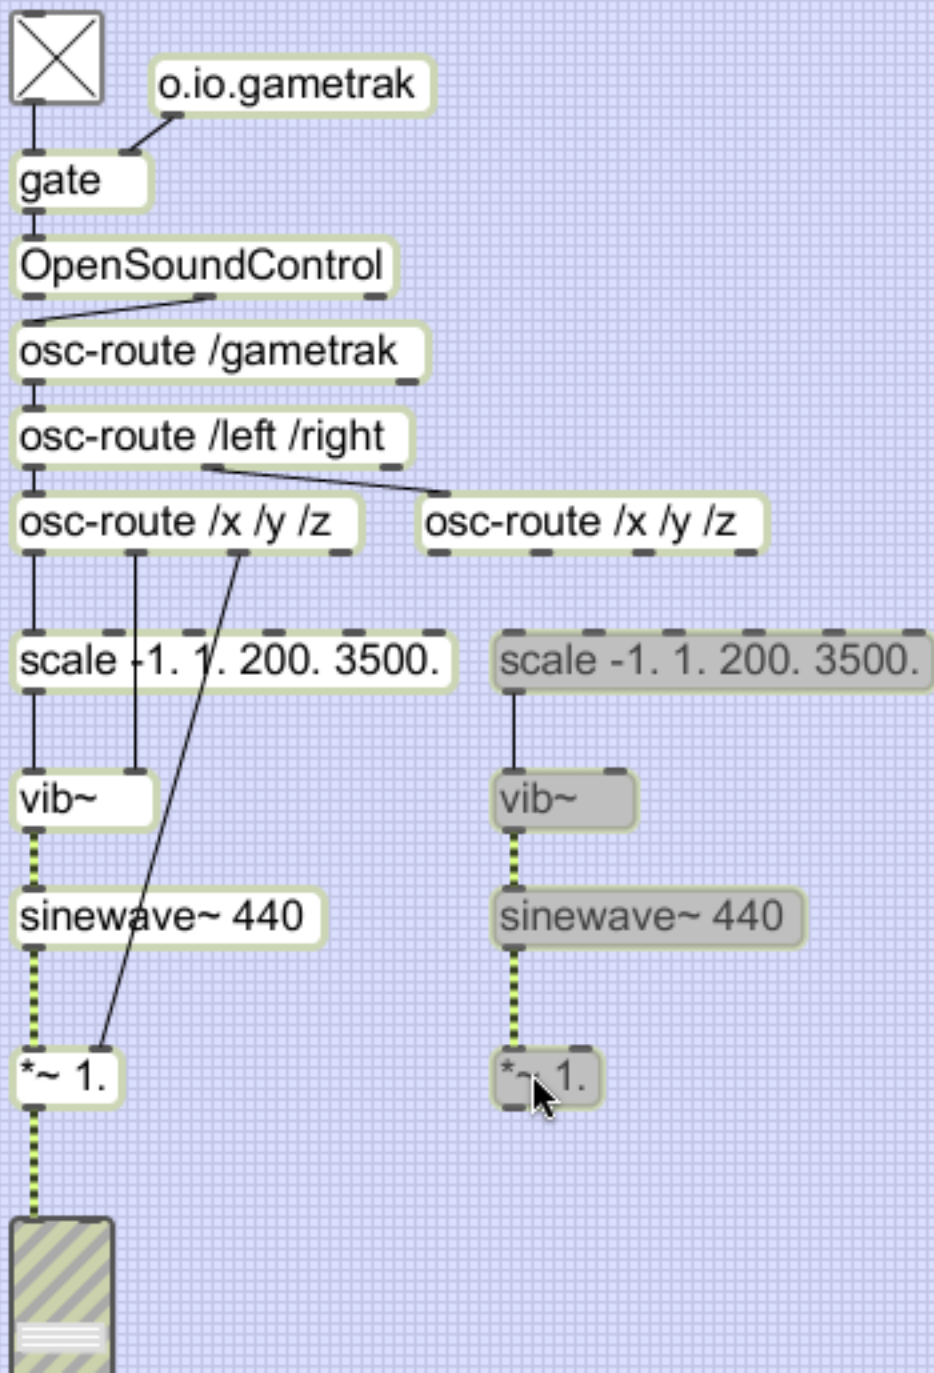 o.io.gametrak
gate
OpenSoundControl
osc-route /gametrak
osc-route /left /right
osc-route /x /y /z
osc-route /x /y /z
scale -1. 1. 200. 3500.
scale -1. 1. 200. 3500.
vib~
vib~
sinewave~ 440
sinewave~ 440
*~ 1.
*~ 1.